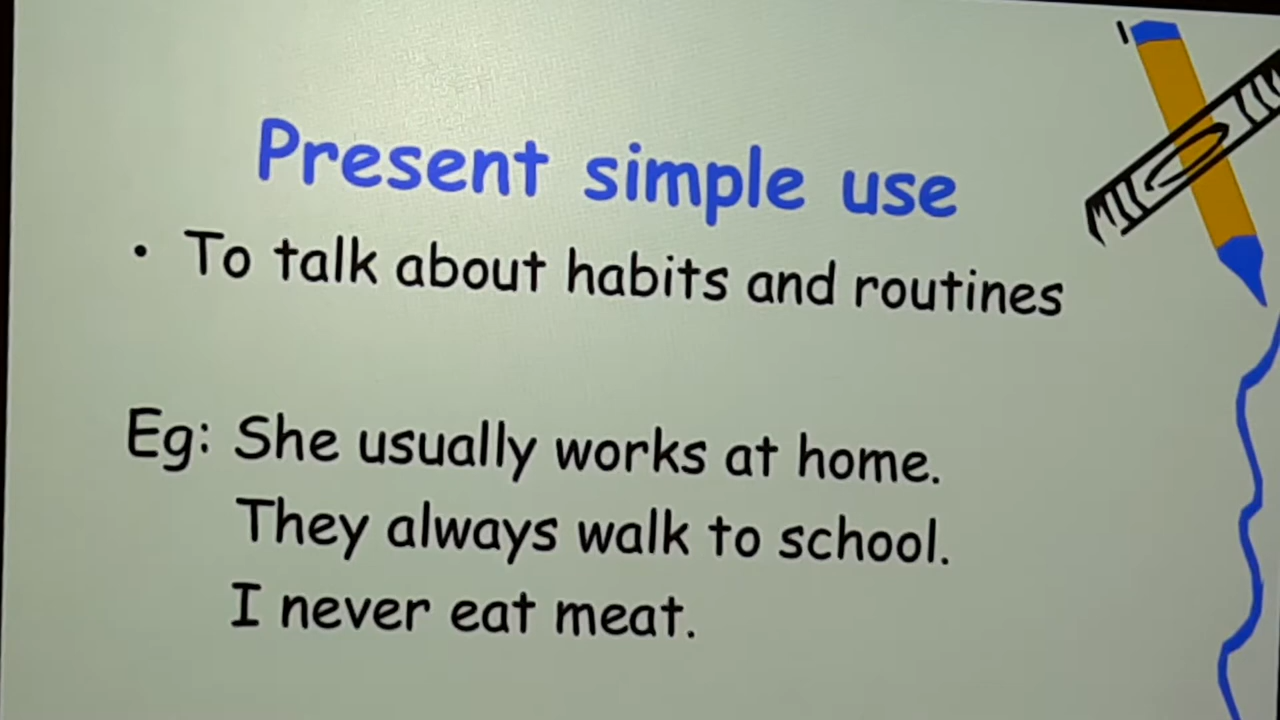 Present simple use
• To talk about habits and routines
Eg: She usually works at home.
They always walk to school.
I never eat meat.